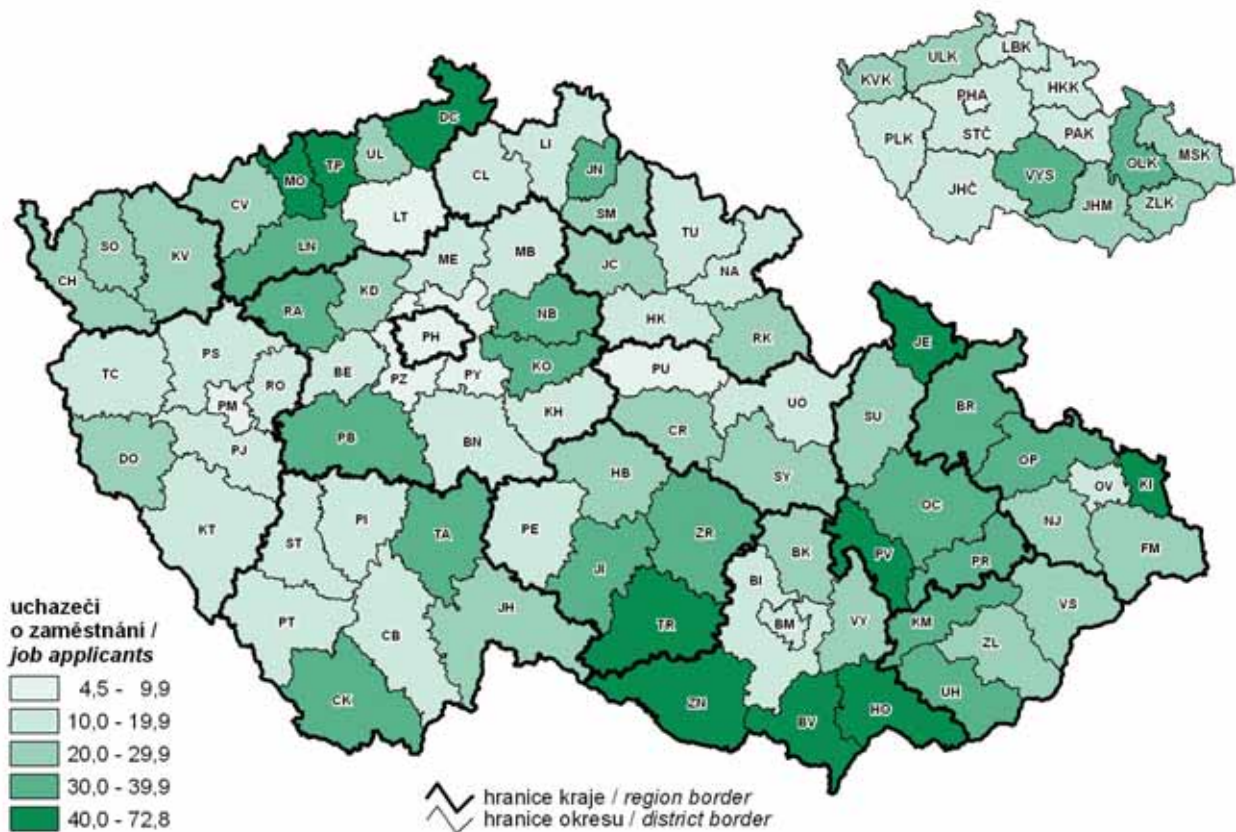 LBK
ULK
KVK
HKK
PHA
STČ
PLK
PAK
OLK
MSK
VYS
JHČ
JHM
ZLK
DC
LI
TP
UL
MO
JN
CL
CV
LT
SM
TU
SO
KV
LN
ME
MB
JC
NA
CH
KD
RA
NB
HK
RK
PH
JE
PS
TC
RO
BE
PZ
PY
KO
PU
UO
PM
KH
SU
BR
PB
BN
CR
DO
PJ
HB
SY
OP
OV
KI
KT
ST
PI
TA
PE
ZR
OC
NJ
FM
JI
BK
PV
PR
BI
VS
PT
CB
JH
TR
BM
VY
KM
ZL
CK
ZN
BV
HO
UH
uchazeči
o zaměstnání /
job applicants
4,5 - 9,9
10,0 - 19,9
20,0 - 29,9
30,0 - 39,9
40,0 - 72,8
hranice kraje / region border
hranice okresu / district border